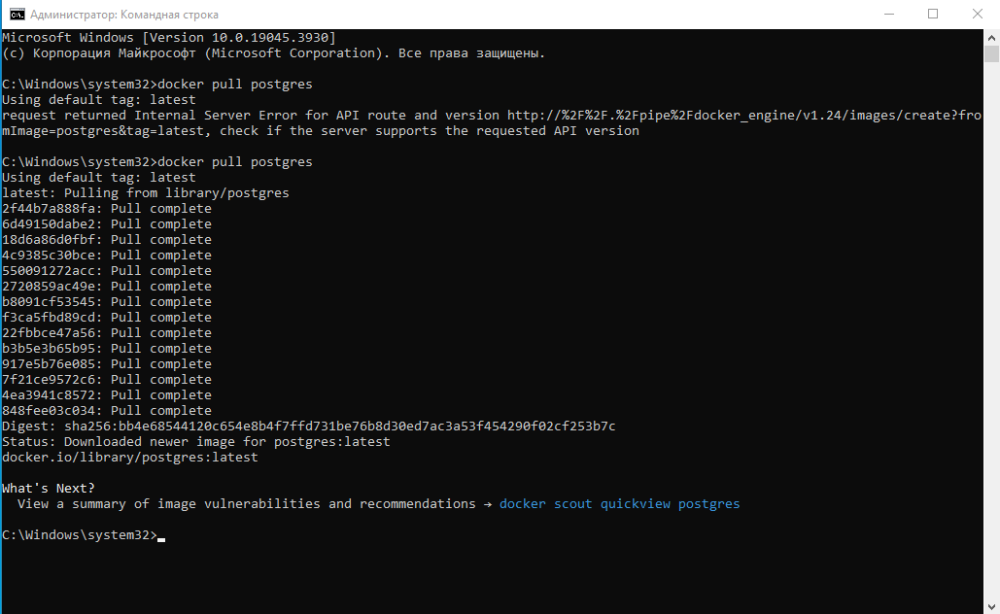 Администратор: Командная строка
Microsoft Windows [Version 10.0.19045.3930]
(c) Корпорация Майкрософт (Microsoft Corporation). Все права защищены.
C:\Windows\system32>docker pull postgres
Using default tag: latest
request returned Internal Server Error for API route and version http://%2F%2F.%2Fpipe%2Fdocker_engine/v1.24/images/create?fro
mImage=postgres&tag=latest, check if the server supports the requested API version
C:\Windows\system32>docker pull postgres
Using default tag: latest
latest: Pulling from library/postgres
2f44b7a888fa: Pull complete
6d49150dabe2: Pull complete
18d6a86d0fbf: Pull complete
4c9385c30bce: Pull complete
550091272acc: Pull complete
2720859ac49e: Pull complete
b8091cf53545: Pull complete
f3ca5fbd89cd: Pull complete
22fbbce47a56: Pull complete
b3b5e3b65b95: Pull complete
917e5b76e085: Pull complete
7f21ce9572c6: Pull complete
4ea3941c8572: Pull complete
848fee03c034: Pull complete
Digest: sha256:bb4e68544120c654e8b4f7ffd731be76b8d30ed7ac3a53f454290f02cf253b7c
Status: Downloaded newer image for postgres:latest
docker.io/library/postgres:latest
What's Next?
View a summary of image vulnerabilities and recommendations → docker scout quickview postgres
C:\Windows\system32>